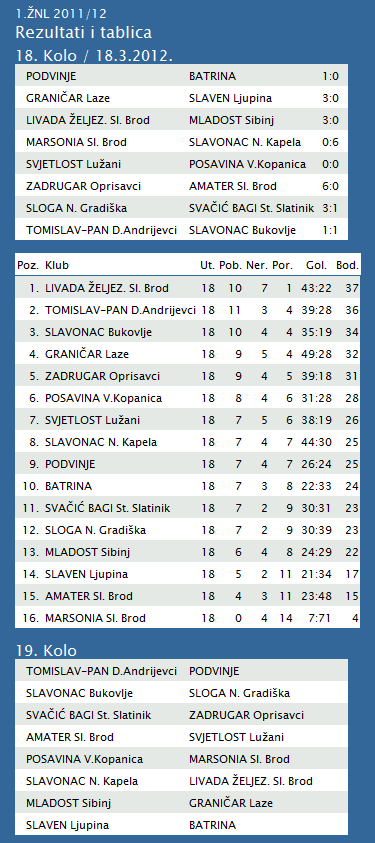 1.ŽNL 2011/12
Rezultati i tablica
18. Kolo / 18.3.2012.
PODVINJE BATRINA 1:0
GRANIČAR Laze SLAVEN Ljupina 3:0
LIVADA ŽELJEZ. Sl. Brod MLADOST Sibinj 3:0
MARSONIA Sl. Brod SLAVONAC N. Kapela 0:6
SVJETLOST Lužani POSAVINA V.Kopanica 0:0
ZADRUGAR Oprisavci AMATER Sl. Brod 6:0
SLOGA N. Gradiška SVAČIĆ BAGI St. Slatinik 3:1
TOMISLAV-PAN D.Andrijevci SLAVONAC Bukovlje 1:1
Poz. Klub Ut. Pob. Ner. Por. Gol. Bod.
1. LIVADA ŽELJEZ. Sl. Brod 18 10 7 1 43:22 37
2. TOMISLAV-PAN D.Andrijevci 18 11 3 4 39:28 36
3. SLAVONAC Bukovlje 18 10 4 4 35:19 34
4. GRANIČAR Laze 18 9 5 4 49:28 32
5. ZADRUGAR Oprisavci 18 9 4 5 39:18 31
6. POSAVINA V.Kopanica 18 8 4 6 31:28 28
7. SVJETLOST Lužani 18 7 5 6 38:19 26
8. SLAVONAC N. Kapela 18 7 4 7 44:30 25
9. PODVINJE 18 7 4 7 26:24 25
10. BATRINA 18 7 3 8 22:33 24
11. SVAČIĆ BAGI St. Slatinik 18 7 2 9 30:31 23
12. SLOGA N. Gradiška 18 7 2 9 30:39 23
13. MLADOST Sibinj 18 6 4 8 24:29 22
14. SLAVEN Ljupina 18 5 2 11 21:34 17
15. AMATER Sl. Brod 18 4 3 11 23:48 15
16. MARSONIA Sl. Brod 18 0 4 14 7:71 4
19. Kolo
TOMISLAV-PAN D.Andrijevci PODVINJE
SLAVONAC Bukovlje SLOGA N. Gradiška
SVAČIĆ BAGI St. Slatinik ZADRUGAR Oprisavci
AMATER Sl. Brod SVJETLOST Lužani
POSAVINA V.Kopanica MARSONIA Sl. Brod
SLAVONAC N. Kapela LIVADA ŽELJEZ. Sl. Brod
MLADOST Sibinj GRANIČAR Laze
SLAVEN Ljupina BATRINA